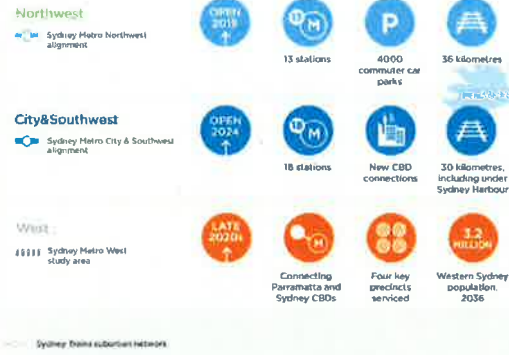 Northwest
Sydney Metro Northwest
alignment
OPEN
2019
13
M
13 stations
P
4000
commuter car
parks
36 kilometres
City&Southwest
Sydney Metro City & Southwest
alignment
OPEN
2024
M
18 stations
New CBD
connections
30 kilometres,
including under
Sydney Harbour
West
Sydney Metro West
study area
LATE
2020s
M
Connecting
Parramatta and
Sydney CBDs
Four key
precincts
serviced
3.2
MILLION
Western Sydney
population,
2036
Sydney Trains suburban network